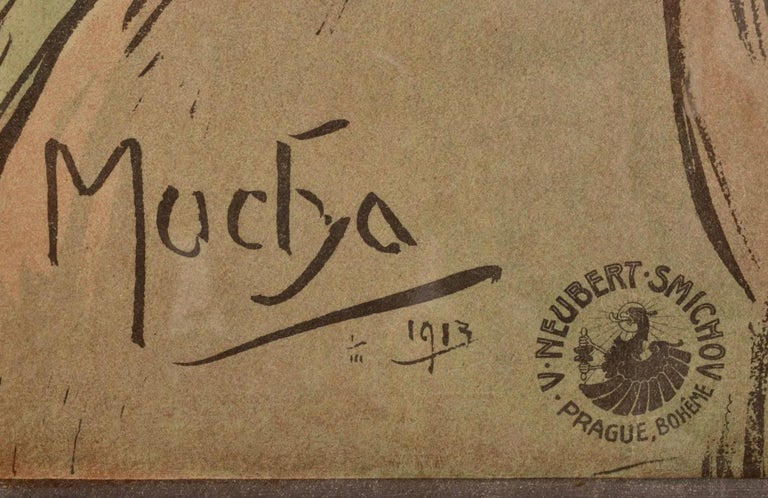 Mucha
1913
V. NEUBERT · SMICHOV
PRAGUE, BOHÊME